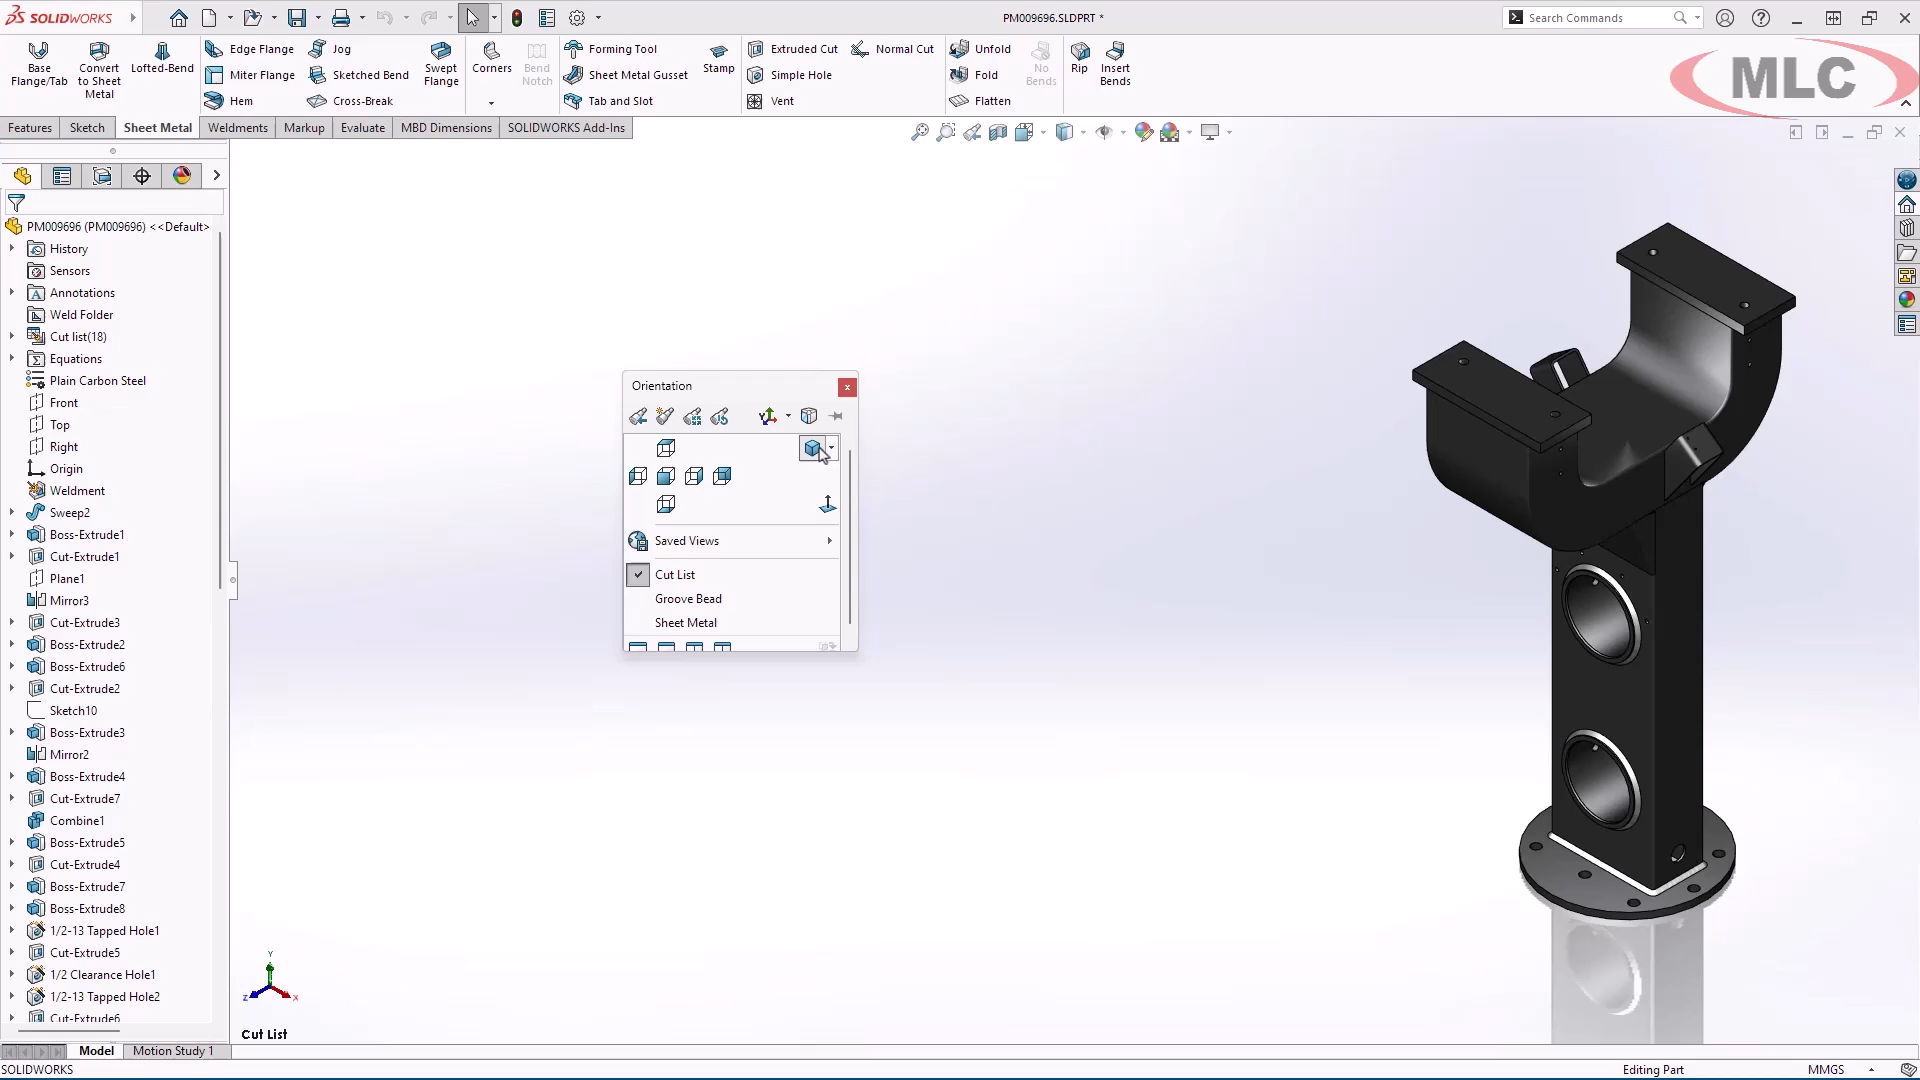 SOLIDWORKS
PM009696.SLDPRT *
Search Commands
Base Flange/Tab
Convert to Sheet Metal
Lofted-Bend
Edge Flange
Miter Flange
Hem
Jog
Sketched Bend
Cross-Break
Swept Flange
Corners
Bend Notch
Forming Tool
Sheet Metal Gusset
Tab and Slot
Stamp
Extruded Cut
Simple Hole
Vent
Normal Cut
Unfold
Fold
Flatten
No Bends
Rip
Insert Bends
MLC
Features
Sketch
Sheet Metal
Weldments
Markup
Evaluate
MBD Dimensions
SOLIDWORKS Add-Ins
PM009696 (PM009696) <<Default>
History
Sensors
Annotations
Weld Folder
Cut list(18)
Equations
Plain Carbon Steel
Front
Top
Right
Origin
Weldment
Sweep2
Boss-Extrude1
Cut-Extrude1
Plane1
Mirror3
Cut-Extrude3
Boss-Extrude2
Boss-Extrude6
Cut-Extrude2
Sketch10
Boss-Extrude3
Mirror2
Boss-Extrude4
Cut-Extrude7
Combine1
Boss-Extrude5
Cut-Extrude4
Boss-Extrude7
Boss-Extrude8
1/2-13 Tapped Hole1
Cut-Extrude5
1/2 Clearance Hole1
1/2-13 Tapped Hole2
Cut-Extrude6
Orientation
Saved Views
Cut List
Groove Bead
Sheet Metal
Y
Z
X
Cut List
Model
Motion Study 1
SOLIDWORKS
Editing Part
MMGS